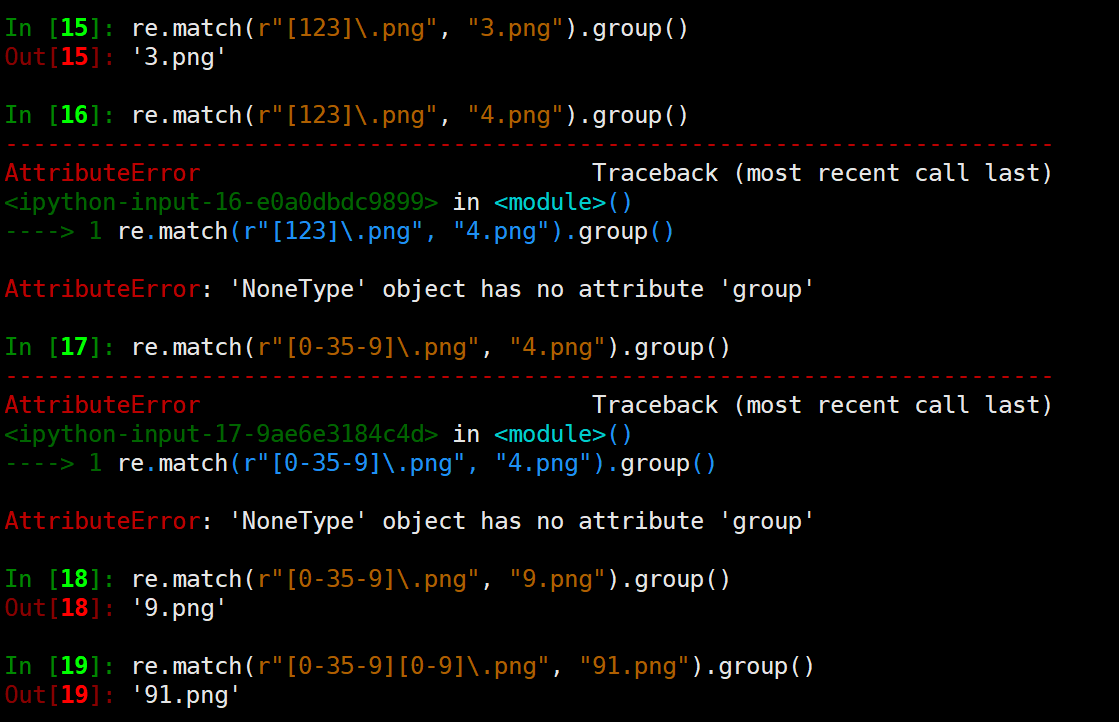 In [15]: re.match(r"[123]\.png", "3.png").group()
Out[15]: '3.png'
In [16]: re.match(r"[123]\.png", "4.png").group()
---------------------------------------------------------------------------
AttributeError                            Traceback (most recent call last)
<ipython-input-16-e0a0dbdc9899> in <module>()
----> 1 re.match(r"[123]\.png", "4.png").group()
AttributeError: 'NoneType' object has no attribute 'group'
In [17]: re.match(r"[0-35-9]\.png", "4.png").group()
---------------------------------------------------------------------------
AttributeError                            Traceback (most recent call last)
<ipython-input-17-9ae6e3184c4d> in <module>()
----> 1 re.match(r"[0-35-9]\.png", "4.png").group()
AttributeError: 'NoneType' object has no attribute 'group'
In [18]: re.match(r"[0-35-9]\.png", "9.png").group()
Out[18]: '9.png'
In [19]: re.match(r"[0-35-9][0-9]\.png", "91.png").group()
Out[19]: '91.png'